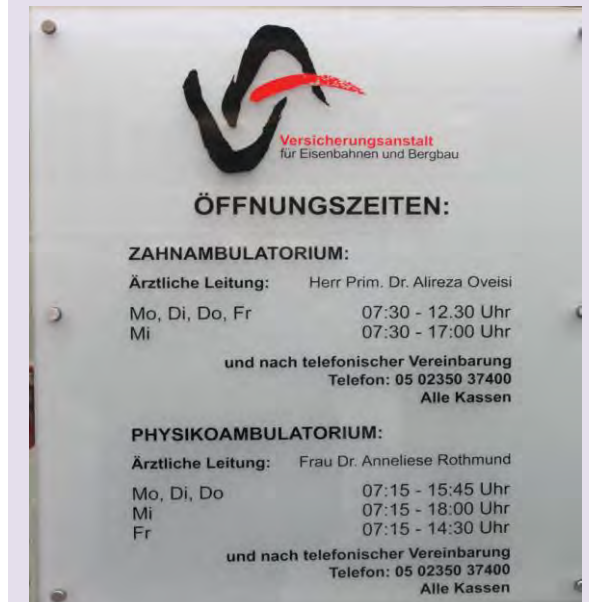 Versicherungsanstalt
für Eisenbahnen und Bergbau
ÖFFNUNGSZEITEN:
ZAHNAMBULATORIUM:
Ärztliche Leitung: Herr Prim. Dr. Alireza Oveisi
Mo, Di, Do, Fr 07:30 - 12.30 Uhr
Mi 07:30 - 17:00 Uhr
und nach telefonischer Vereinbarung
Telefon: 05 02350 37400
Alle Kassen
PHYSIKOAMBULATORIUM:
Ärztliche Leitung: Frau Dr. Anneliese Rothmund
Mo, Di, Do 07:15 - 15:45 Uhr
Mi 07:15 - 18:00 Uhr
Fr 07:15 - 14:30 Uhr
und nach telefonischer Vereinbarung
Telefon: 05 02350 37400
Alle Kassen